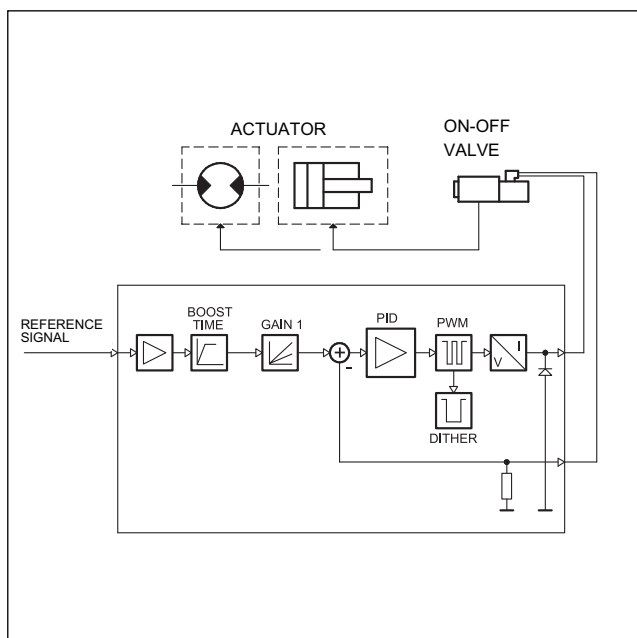 ACTUATOR
ON-OFF
VALVE
REFERENCE
SIGNAL
BOOST
TIME
GAIN 1
PID
PWM
I
V
+
-
DITHER